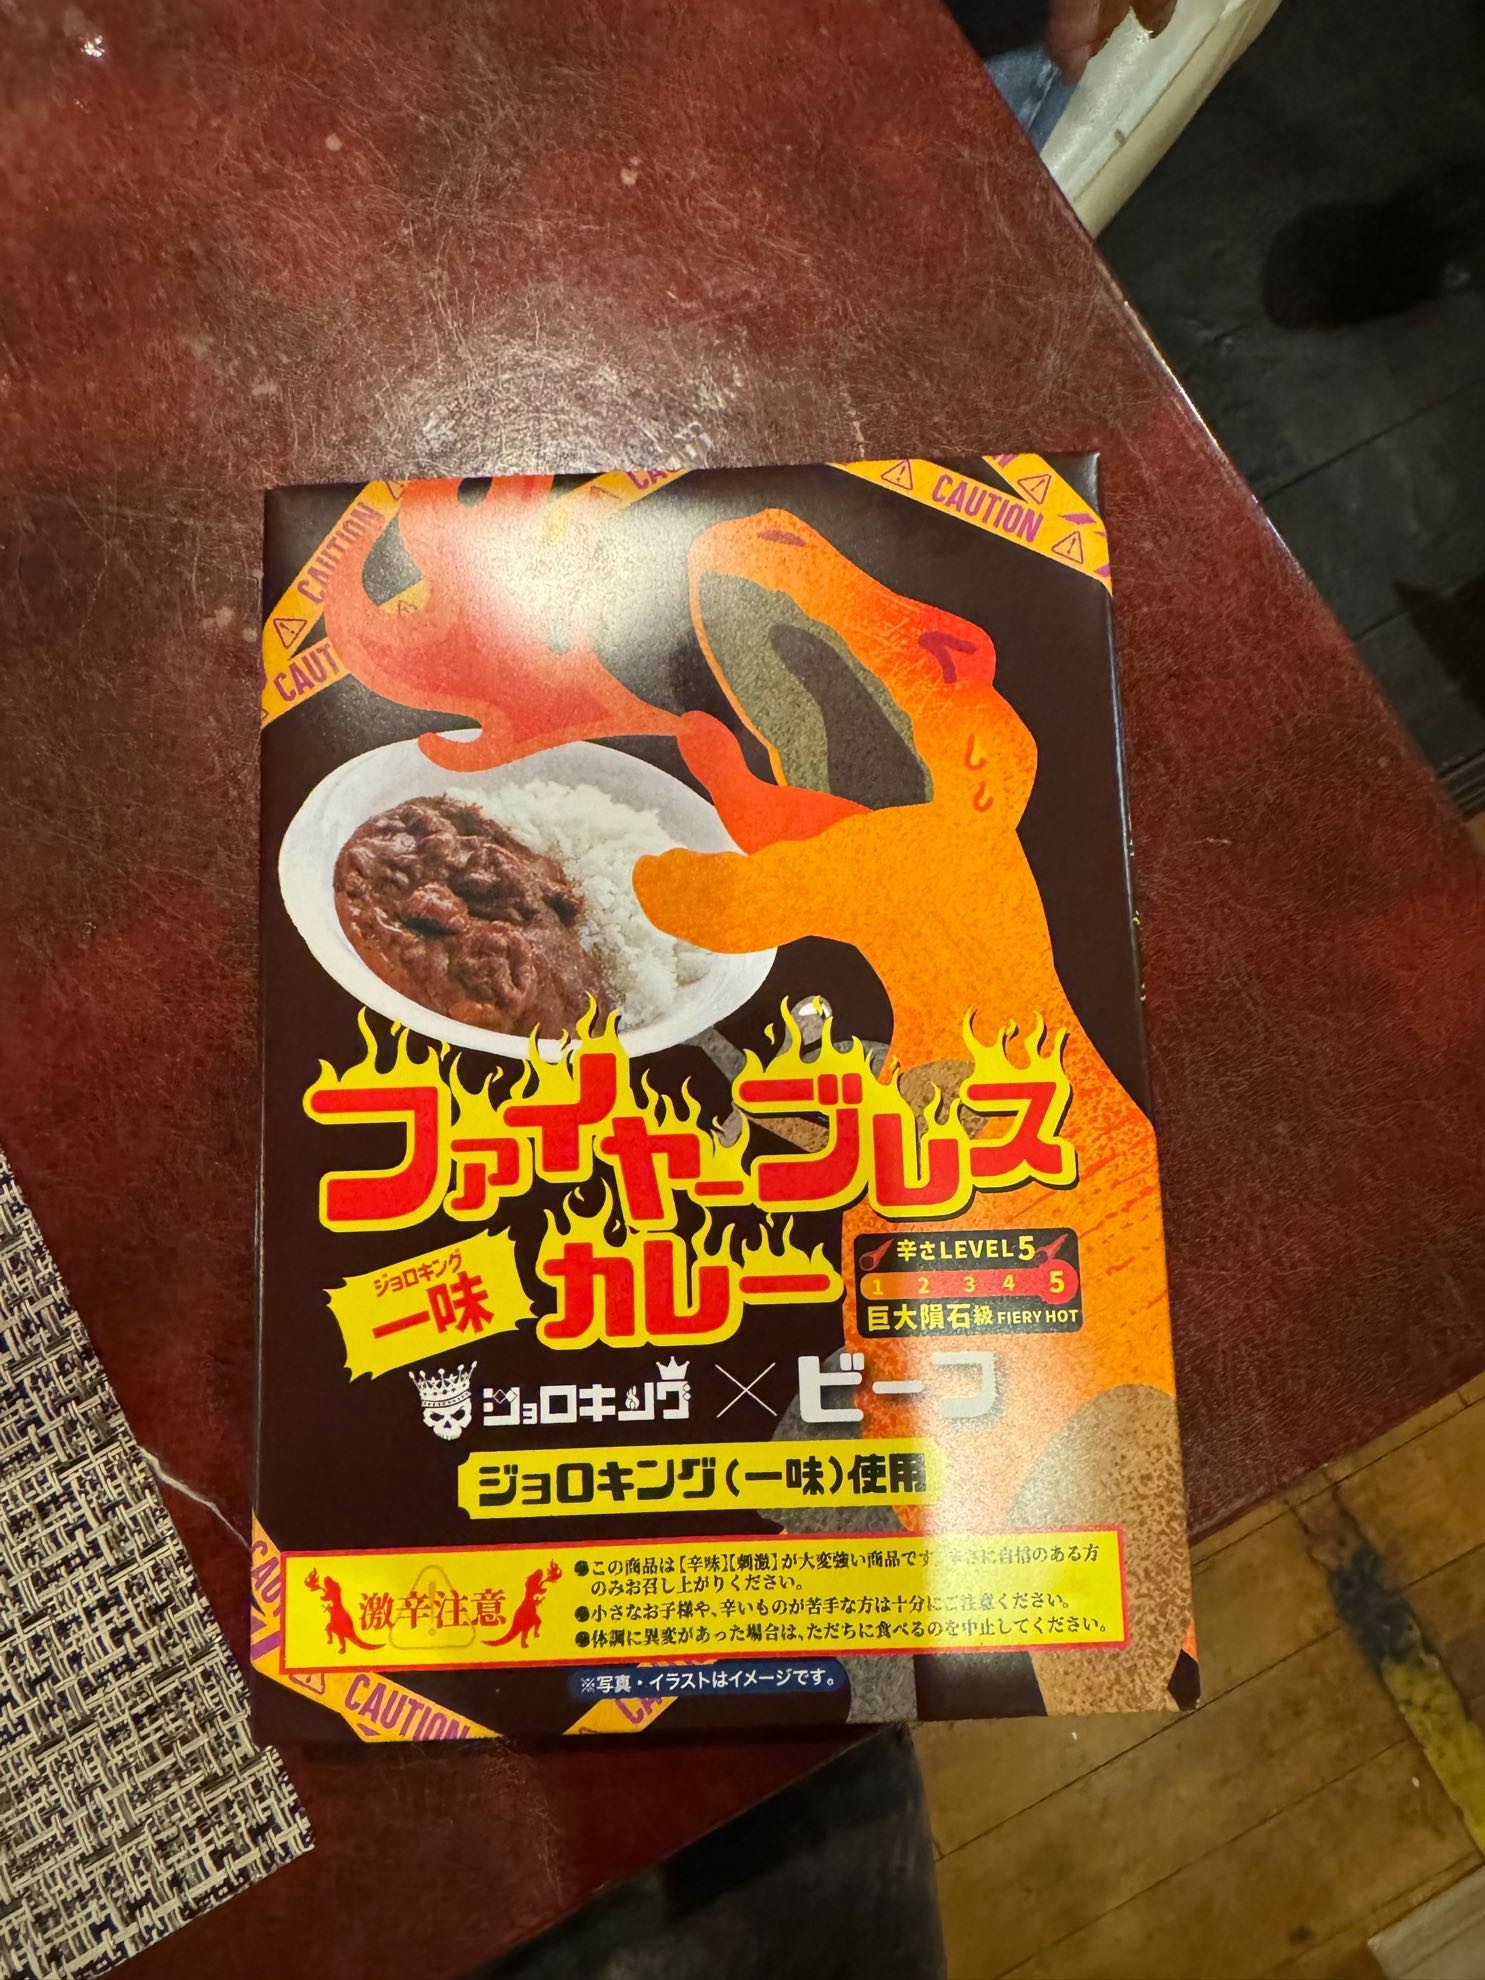 CAUTION
CAUT
CAUTION
ファイヤーブレス
カレー
ジョロキング
一味
辛さLEVEL5
1 2 3 4 5
巨大隕石級 FIERY HOT
ジョロキング×ビーフ
ジョロキング(一味)使用
激辛注意
●この商品は【辛味】【刺激】が大変強い商品です。辛さに自信のある方
のみお召し上がりください。
●小さなお子様や、辛いものが苦手な方は十分にご注意ください。
●体調に異変があった場合は、ただちに食べるのを中止してください。
※写真・イラストはイメージです。
CAUTION